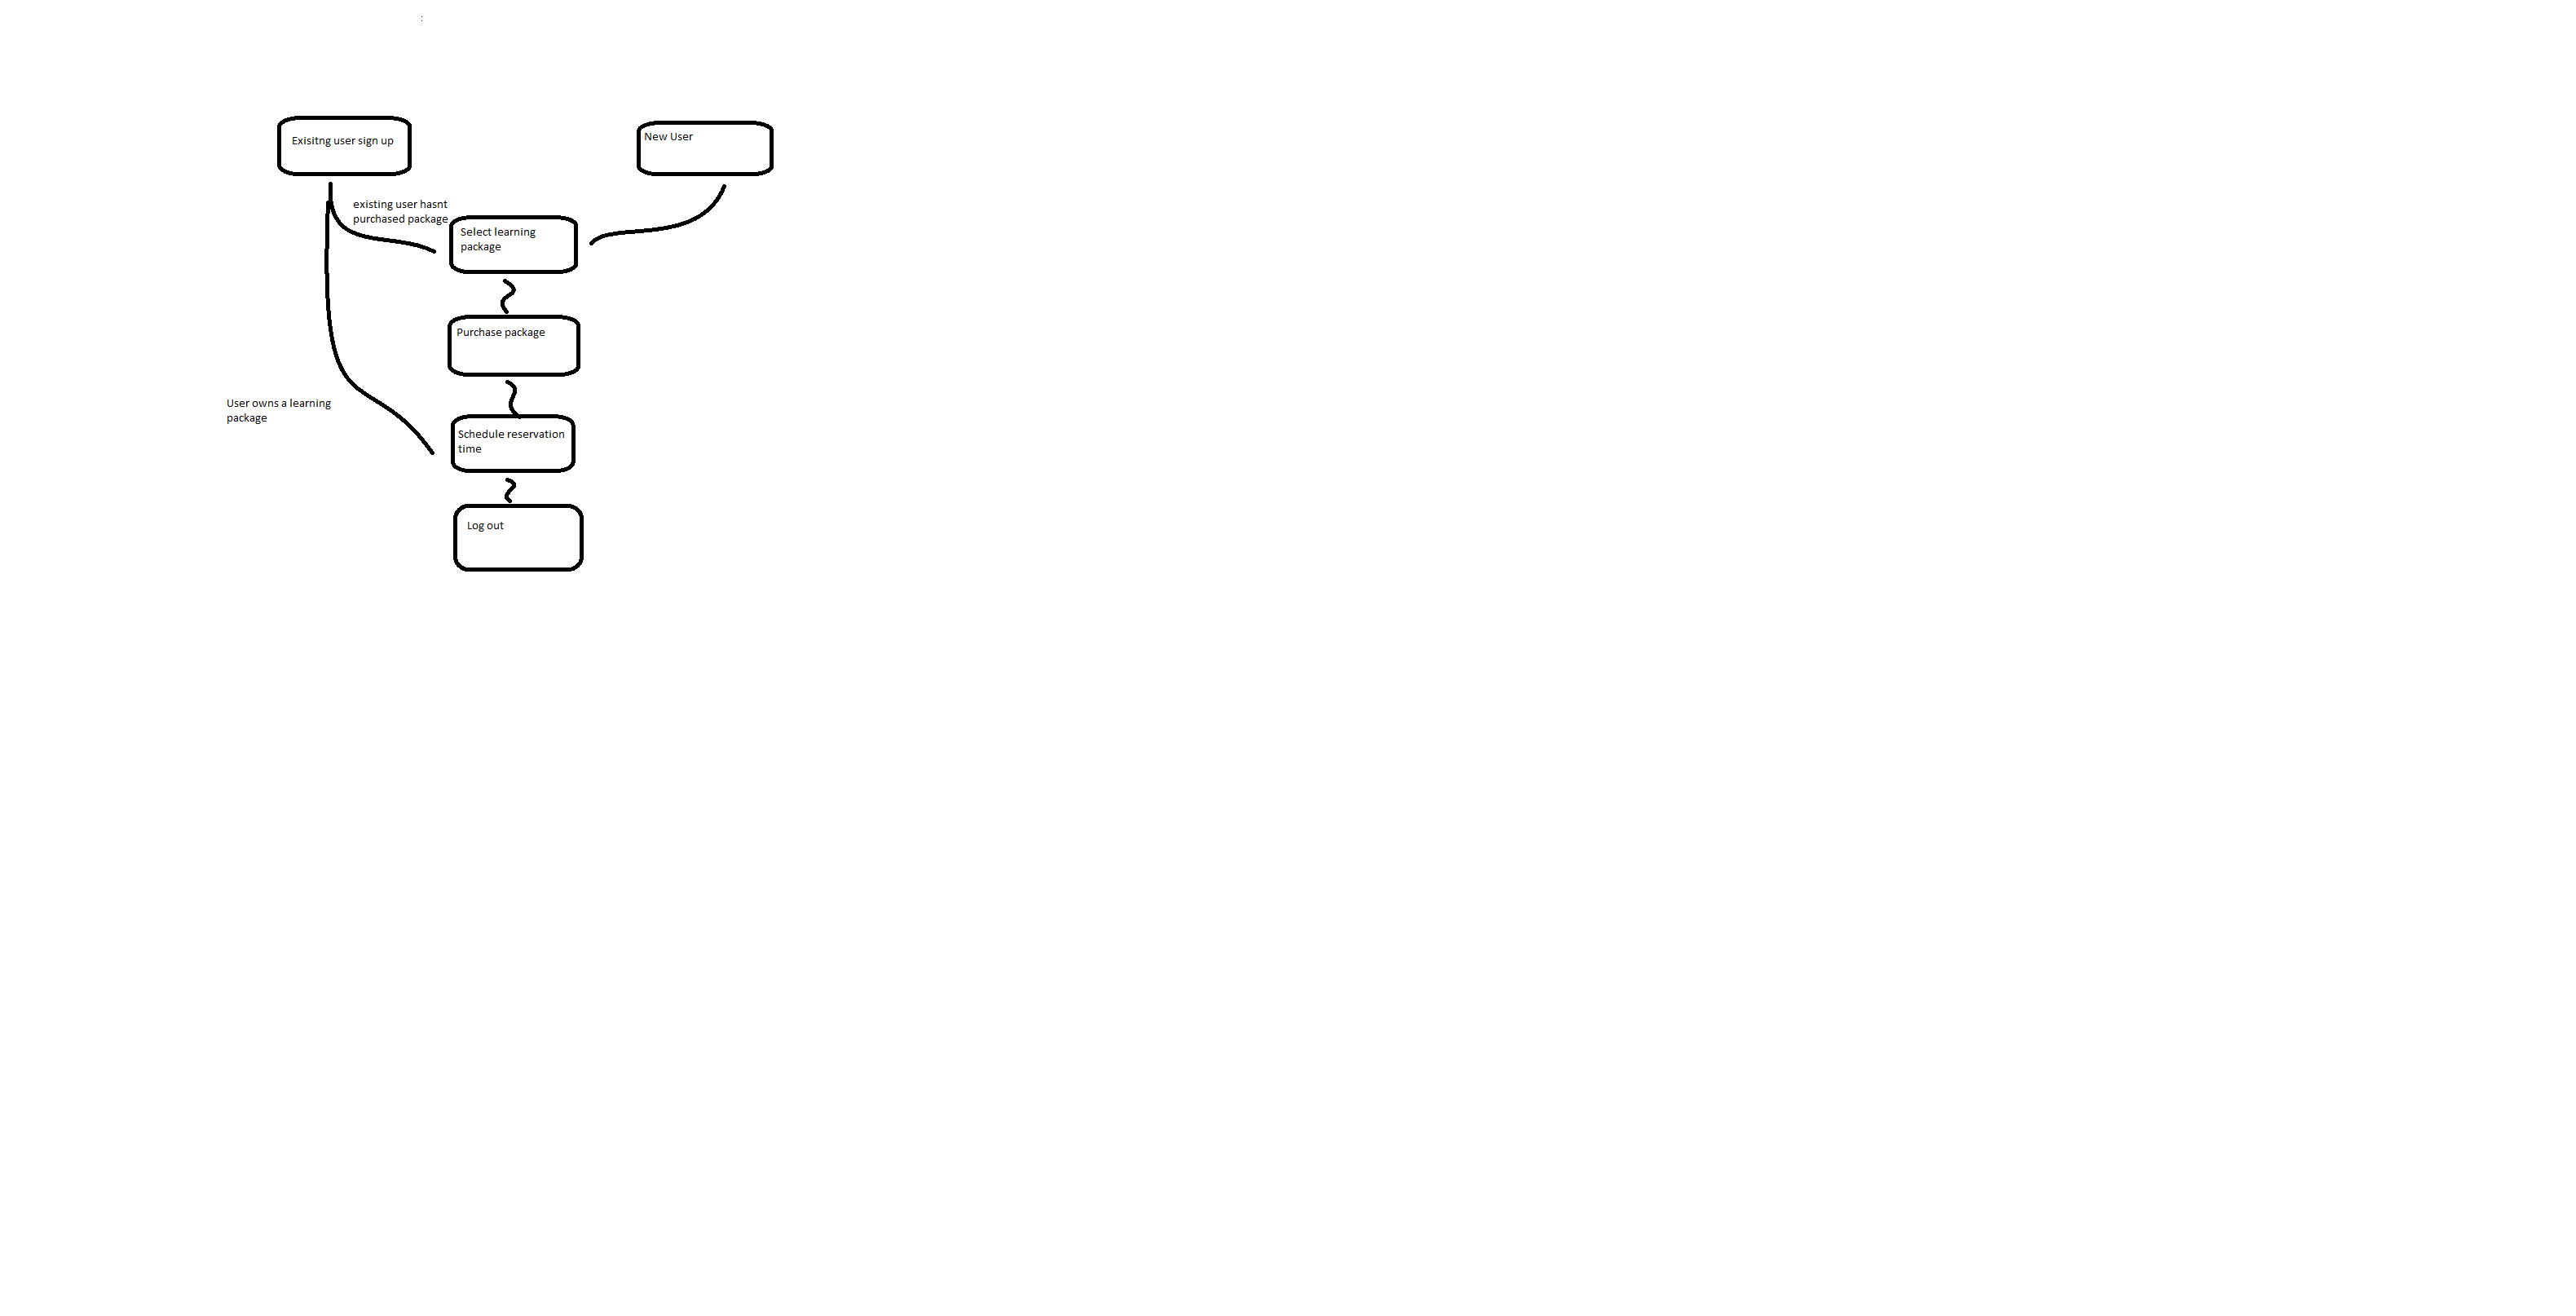 :
Exisitng user sign up
New User
existing user hasnt
purchased package
Select learning
package
Purchase package
User owns a learning
package
Schedule reservation
time
Log out